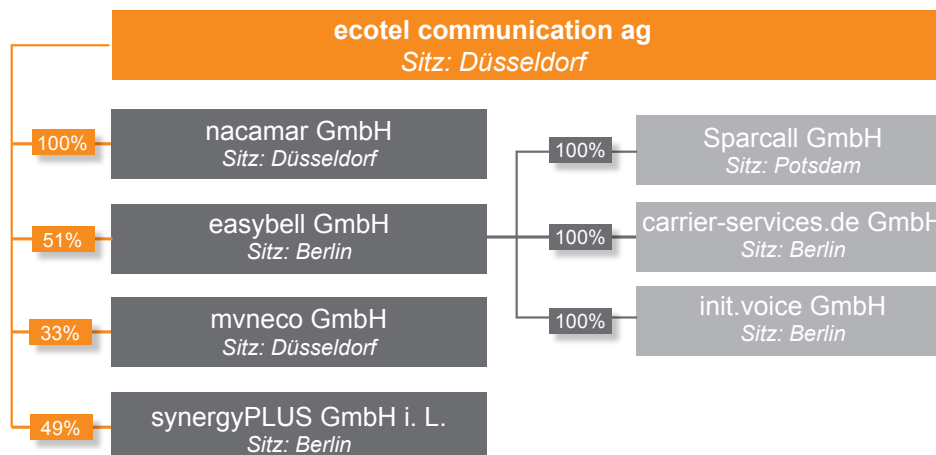 ecotel communication ag
Sitz: Düsseldorf
100%
nacamar GmbH
Sitz: Düsseldorf
51%
easybell GmbH
Sitz: Berlin
33%
mvneco GmbH
Sitz: Düsseldorf
49%
synergyPLUS GmbH i. L.
Sitz: Berlin
100%
Sparcall GmbH
Sitz: Potsdam
100%
carrier-services.de GmbH
Sitz: Berlin
100%
init.voice GmbH
Sitz: Berlin